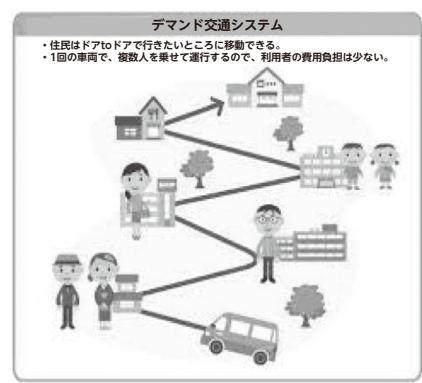 デマンド交通システム
・住民はドアtoドアで行きたいところに移動できる。
・1回の車両で、複数人を乗せて運行するので、利用者の費用負担は少ない。